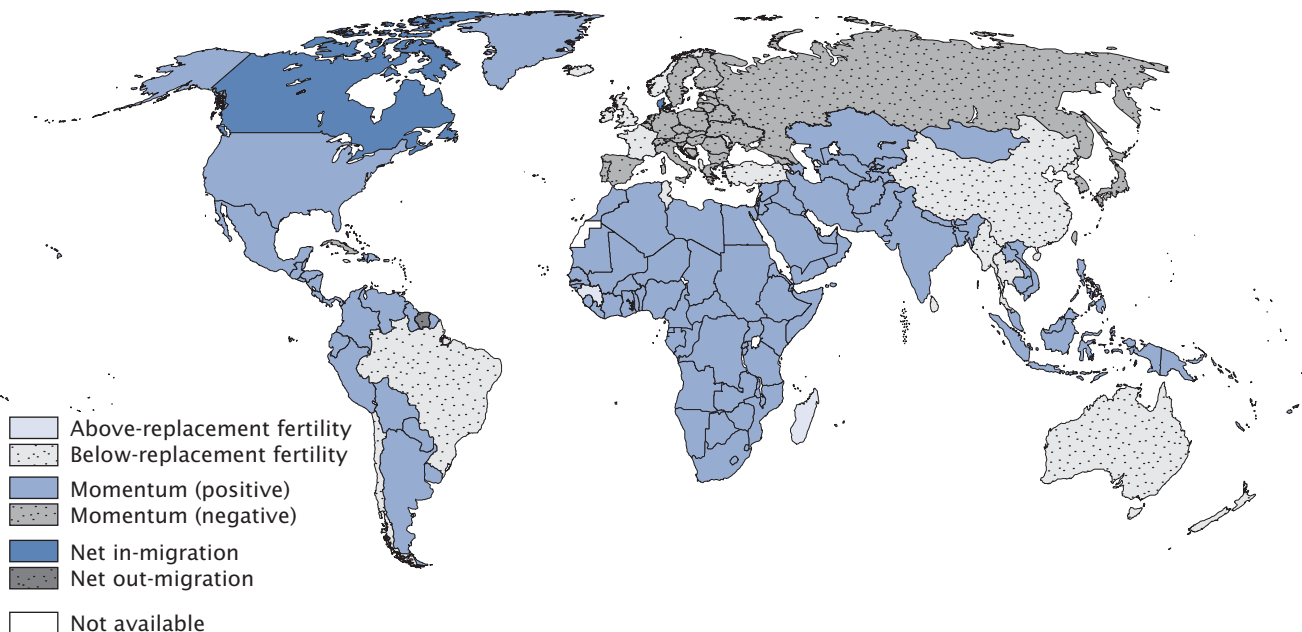 Above-replacement fertility
Below-replacement fertility
Momentum (positive)
Momentum (negative)
Net in-migration
Net out-migration
Not available